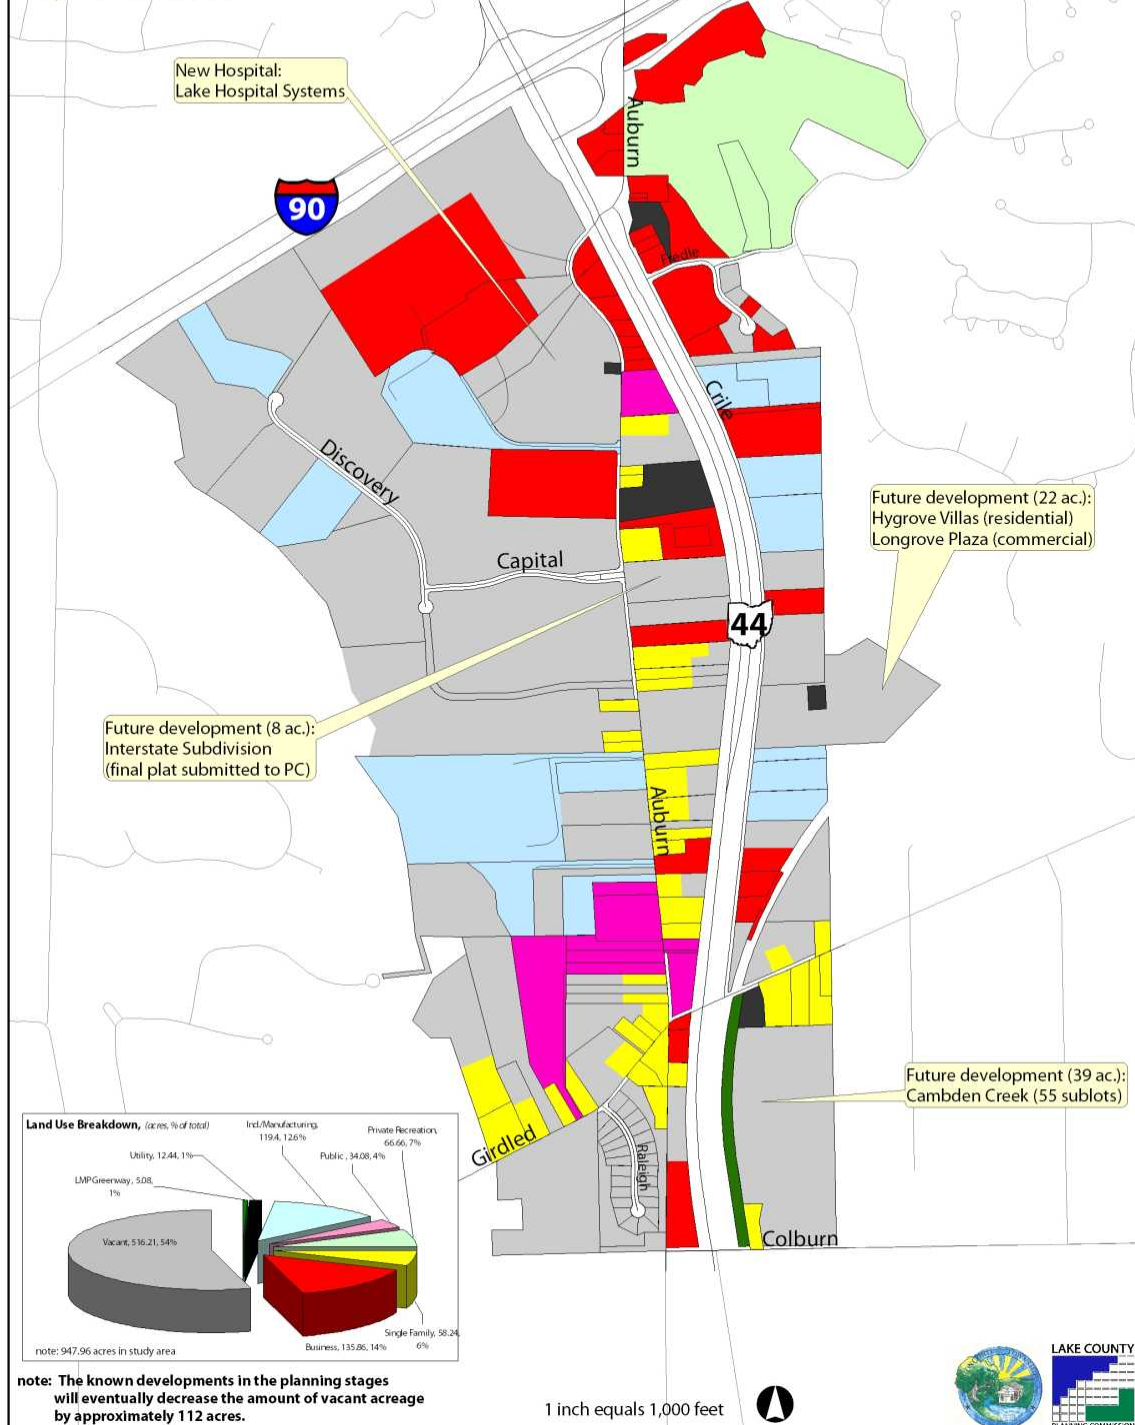 New Hospital:
Lake Hospital Systems
Auburn
90
Fredle
Crile
Discovery
Future development (22 ac.):
Hygrove Villas (residential)
Longrove Plaza (commercial)
Capital
44
Future development (8 ac.):
Interstate Subdivision
(final plat submitted to PC)
Auburn
Future development (39 ac.):
Cambden Creek (55 sublots)
Girdled
Raleigh
Colburn
Land Use Breakdown, (acres, % of total)
Ind./Manufacturing,
119.4, 12.6%
Private Recreation,
66.66, 7%
Utility, 12.44, 1%
Public , 34.08, 4%
LMP Greenway, 5.08,
1%
Vacant, 516.21, 54%
Single Family, 58.24,
6%
Business, 135.86, 14%
note: 947.96 acres in study area
note: The known developments in the planning stages
will eventually decrease the amount of vacant acreage
by approximately 112 acres.
1 inch equals 1,000 feet
LAKE COUNTY
PLANNING COMMISSION